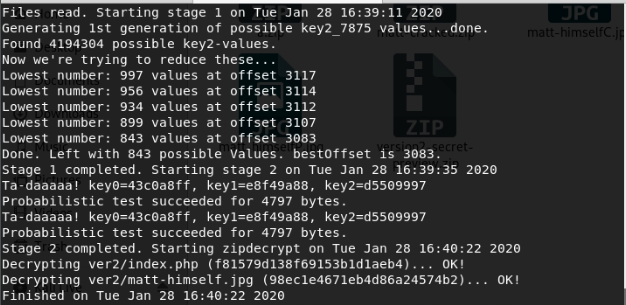 Files read. Starting stage 1 on Tue Jan 28 16:39:11 2020
Generating 1st generation of possible key2_7875 values...done.
Found 4194304 possible key2-values.
Now we're trying to reduce these...
Lowest number: 997 values at offset 3117
Lowest number: 956 values at offset 3114
Lowest number: 934 values at offset 3112
Lowest number: 899 values at offset 3107
Lowest number: 843 values at offset 3083
Done. Left with 843 possible Values. bestOffset is 3083.
Stage 1 completed. Starting stage 2 on Tue Jan 28 16:39:35 2020
Ta-daaaaa! key0=43c0a8ff, key1=e8f49a88, key2=d5509997
Probabilistic test succeeded for 4797 bytes.
Ta-daaaaa! key0=43c0a8ff, key1=e8f49a88, key2=d5509997
Probabilistic test succeeded for 4797 bytes.
Stage 2 completed. Starting zipdecrypt on Tue Jan 28 16:40:22 2020
Decrypting ver2/index.php (f81579d138f69153b1d1aeb4)... OK!
Decrypting ver2/matt-himself.jpg (98ec1e4671eb4d86a24574b2)... OK!
Finished on Tue Jan 28 16:40:22 2020
JPG
matt-himselfC.jp
ZIP